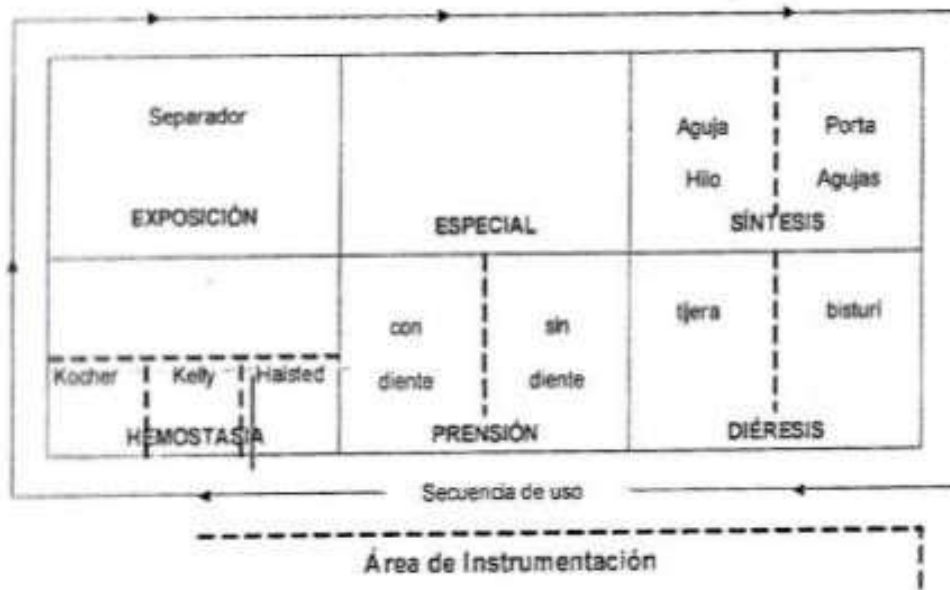 Separador
EXPOSICIÓN
ESPECIAL
Aguja
Hilo
Porta
Agujas
SÍNTESIS
Kocher
Kelly
Halsted
HEMOSTASIA
con
diente
sin
diente
PRENSIÓN
tijera
bisturí
DIÉRESIS
Secuencia de uso
Área de Instrumentación